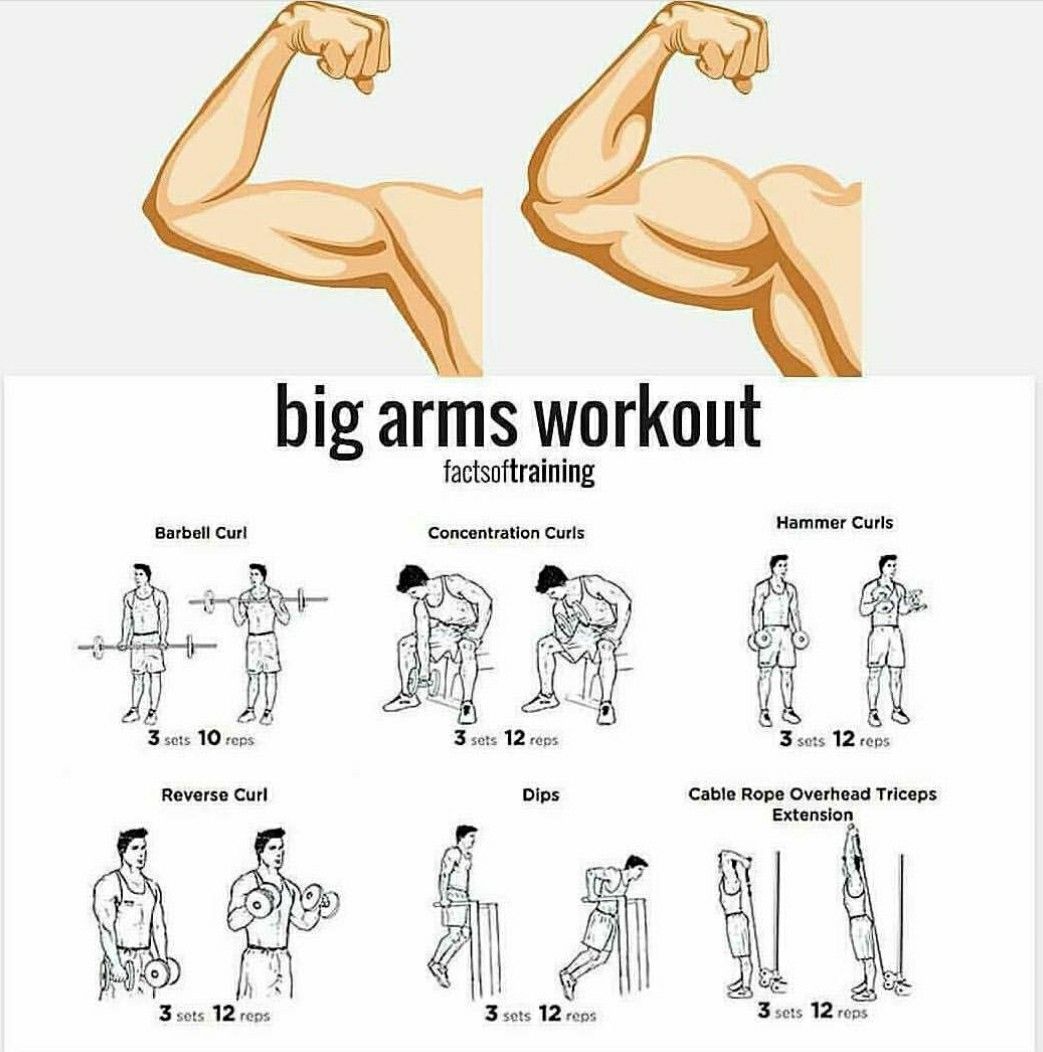 big arms workout
factsoftraining
Barbell Curl
3 sets 10 reps
Concentration Curls
3 sets 12 reps
Hammer Curls
3 sets 12 reps
Reverse Curl
3 sets 12 reps
Dips
3 sets 12 reps
Cable Rope Overhead Triceps
Extension
3 sets 12 reps